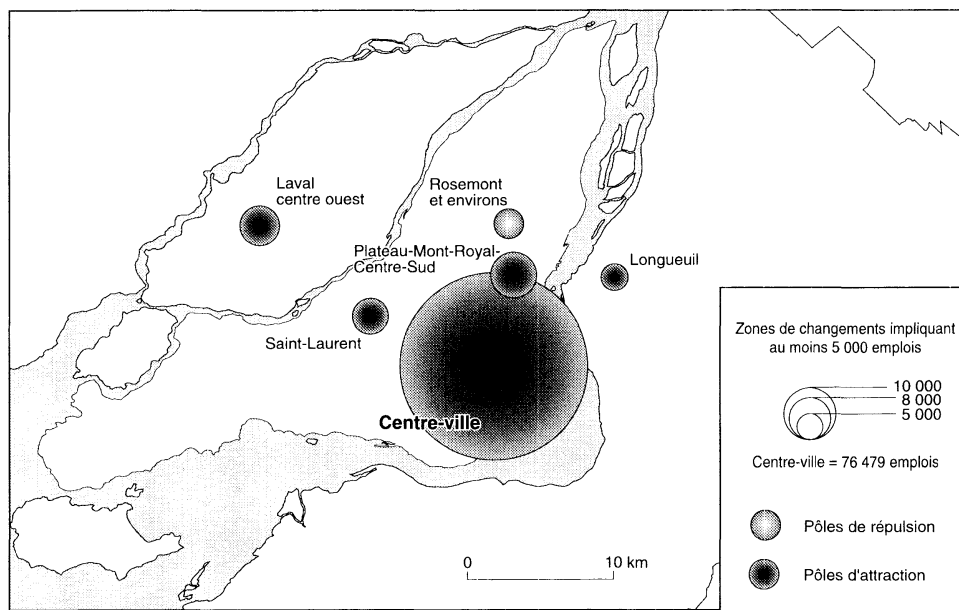 Laval
centre ouest
Rosemont
et environs
Plateau-Mont-Royal-
Centre-Sud
Longueuil
Saint-Laurent
Centre-ville
Zones de changements impliquant
au moins 5 000 emplois
10 000
8 000
5 000
Centre-ville = 76 479 emplois
Pôles de répulsion
Pôles d'attraction
0 10 km